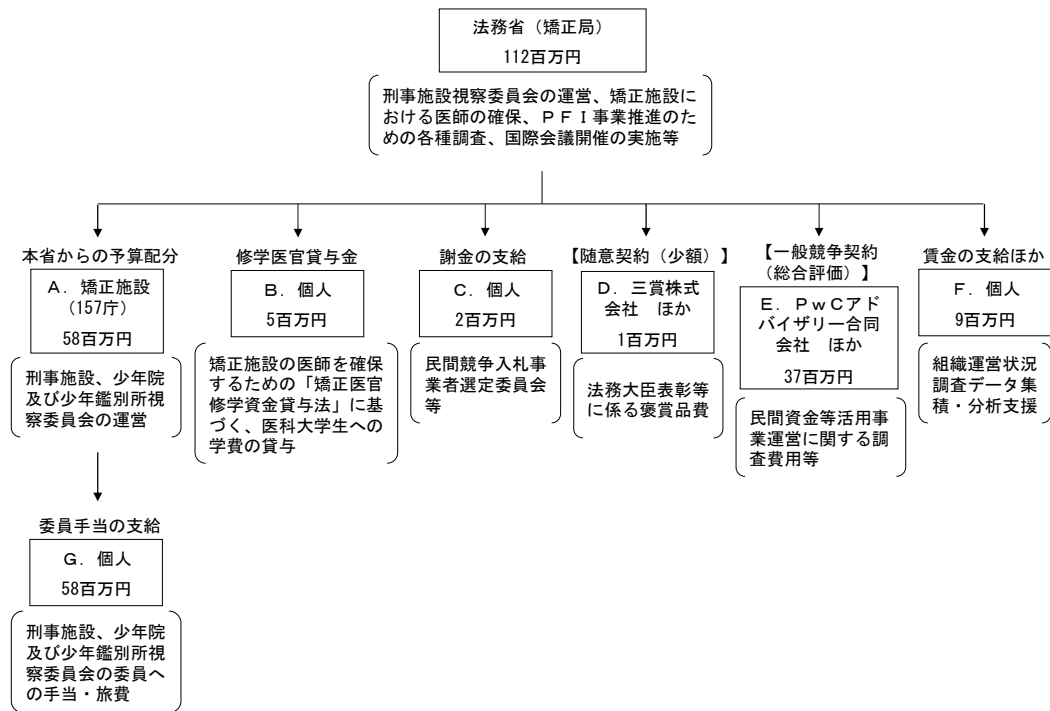 法務省（矯正局）
112百万円
刑事施設視察委員会の運営、矯正施設に
おける医師の確保、ＰＦＩ事業推進のた
めの各種調査、国際会議開催の実施等
本省からの予算配分
Ａ．矯正施設
（157庁）
58百万円
刑事施設、少年院
及び少年鑑別所視
察委員会の運営
修学医官貸与金
Ｂ．個人
5百万円
矯正施設の医師を確保
するための「矯正医官
修学資金貸与法」に基
づく、医科大学生への
学費の貸与
謝金の支給
Ｃ．個人
2百万円
民間競争入札事
業者選定委員会
等
【随意契約（少額）】
Ｄ．三賞株式
会社　ほか
1百万円
法務大臣表彰等
に係る褒賞品費
【一般競争契約
（総合評価）】
Ｅ．ＰｗＣアド
バイザリー合同
会社　ほか
37百万円
民間資金等活用事
業運営に関する調
査費用等
賃金の支給ほか
Ｆ．個人
9百万円
組織運営状況
調査データ集
積・分析支援
委員手当の支給
Ｇ．個人
58百万円
刑事施設、少年院
及び少年鑑別所視
察委員会の委員へ
の手当・旅費